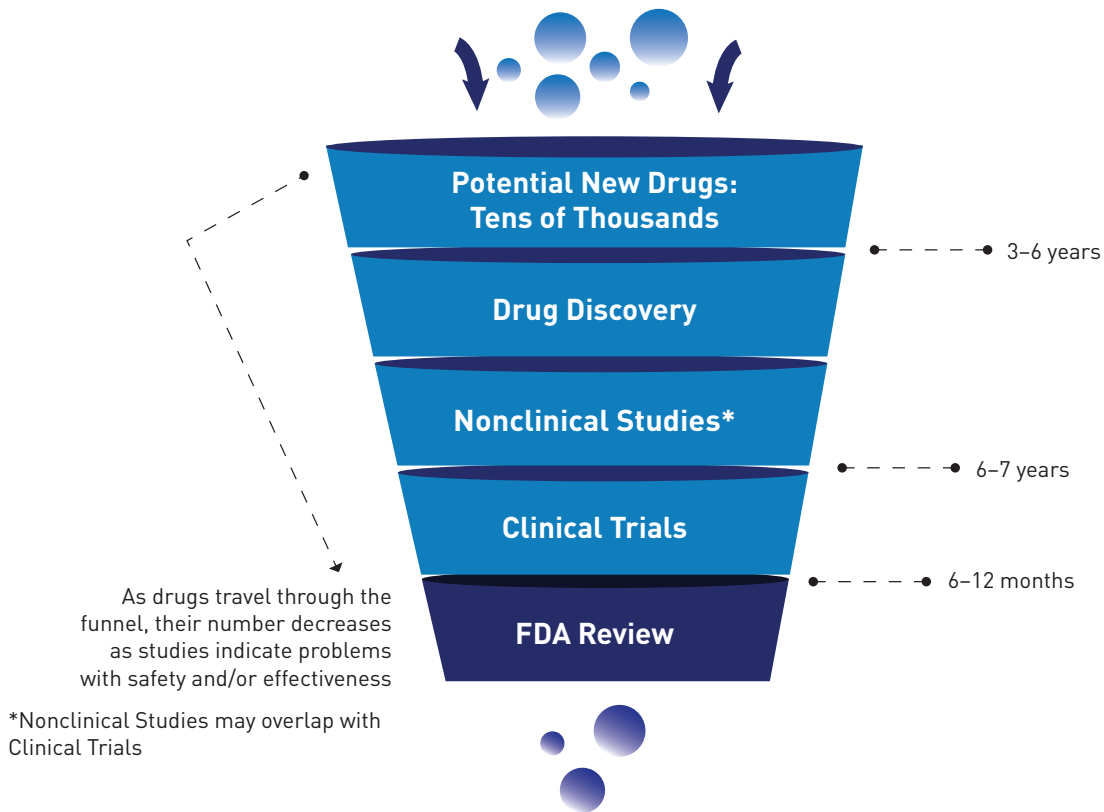 Potential New Drugs:
Tens of Thousands
3–6 years
Drug Discovery
Nonclinical Studies*
6–7 years
Clinical Trials
6–12 months
FDA Review
As drugs travel through the
funnel, their number decreases
as studies indicate problems
with safety and/or effectiveness
*Nonclinical Studies may overlap with
Clinical Trials